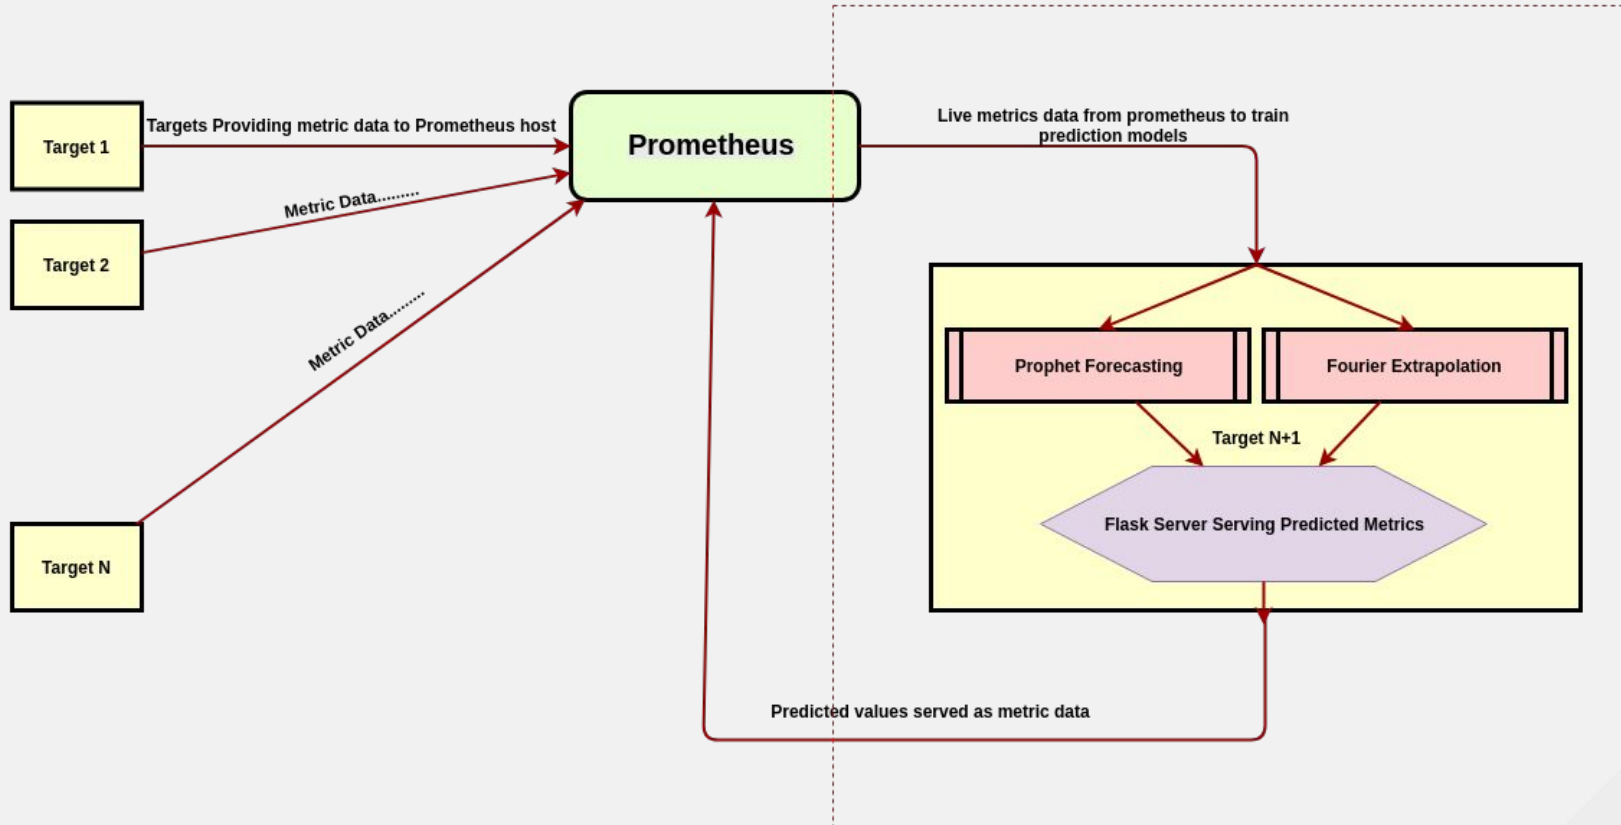 Target 1
Targets Providing metric data to Prometheus host
Prometheus
Live metrics data from prometheus to train
prediction models
Metric Data.........
Target 2
Metric Data.........
Prophet Forecasting
Fourier Extrapolation
Target N+1
Flask Server Serving Predicted Metrics
Target N
Predicted values served as metric data